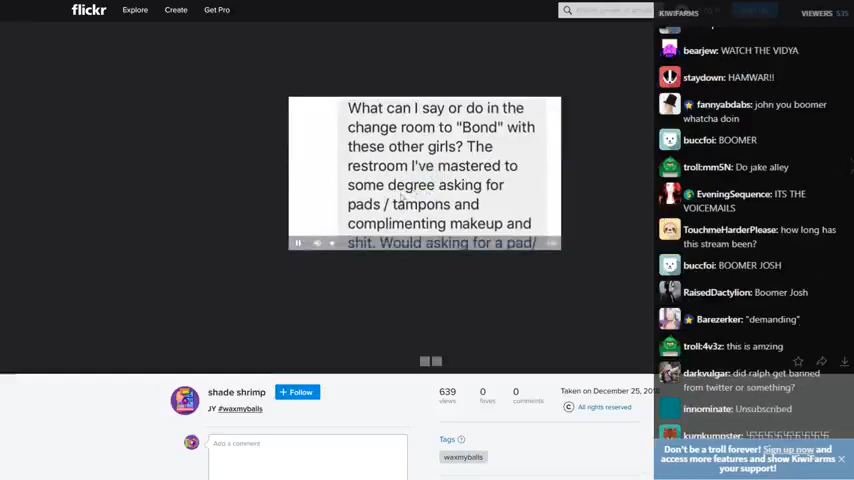 flickr
Explore
Create
Get Pro
KIWIFARMS
VIEWERS 535
What can I say or do in the
change room to "Bond" with
these other girls? The
restroom I've mastered to
some degree asking for
pads / tampons and
complimenting makeup and
shit. Would asking for a pad/
bearjew: WATCH THE VIDYA
staydown: HAMWAR!!
fannyabdabs: john you boomer
whatcha doin
buccfoi: BOOMER
troll:mm5N: Do jake alley
EveningSequence: ITS THE
VOICEMAILS
TouchmeHarderPlease: how long has
this stream been?
buccfoi: BOOMER JOSH
RaisedDactylion: Boomer Josh
Barezerker: "demanding"
troll:4v3z: this is amzing
darkvulgar: did ralph get banned
from twitter or something?
innominate: Unsubscribed
kumkumpster:
Don't be a troll forever! Sign up now and
access more features and show KiwiFarms
your support!
shade shrimp
+ Follow
JY #waxmyballs
Add a comment
639
views
0
faves
0
comments
Taken on December 25,
© All rights reserved
Tags
waxmyballs